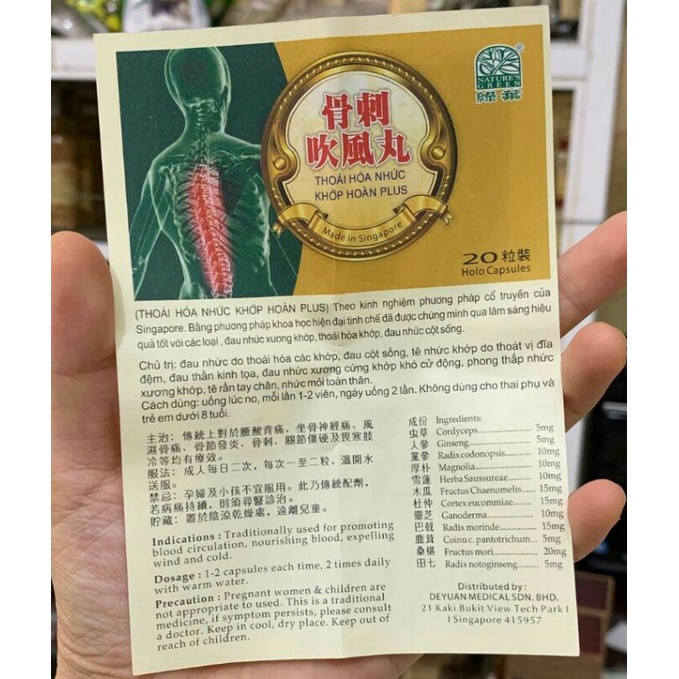 NATURE'S
GREEN
綠葉
骨刺
吹風丸
THOÁI HÓA NHỨC
KHỚP HOÀN PLUS
Made in Singapore
20粒裝
Holo Capsules
(THOÁI HÓA NHỨC KHỚP HOÀN PLUS) Theo kinh nghiệm phương pháp cổ truyền của
Singapore. Bằng phương pháp khoa học hiện đại tinh chế đã được chứng minh qua lâm sàng hiệu
quả tốt với các loại , đau nhức xương khớp, thoái hóa khớp, đau nhức cột sống.
Chủ trị: đau nhức do thoái hóa các khớp, đau cột sống, tê nhức khớp do thoát vị đĩa
đệm, đau thần kinh tọa, đau nhức xương cứng khớp khó cử động, phong thấp nhức
xương khớp, tê rần tay chân, nhức mỏi toàn thân.
Cách dùng: uống lúc no, mỗi lần 1-2 viên, ngày uống 2 lần. Không dùng cho thai phụ và
trẻ em dưới 8 tuổi.
主治: 傳統上對於腰酸背痛、坐骨神經痛、風
濕骨痛、骨節發炎、骨刺、關節僵硬及畏寒肢
冷等均有療效。
服法: 成人每日二次，每次一至二粒，溫開水
送服。
禁忌: 孕婦及小孩不宜服用。此乃傳統配劑，
若病痛持續，則須尋醫診治。
貯藏: 置於陰涼乾燥處，遠離兒童。
Indications : Traditionally used for promoting
blood circulation, nourishing blood, expelling
wind and cold.
Dosage : 1-2 capsules each time, 2 times daily
with warm water.
Precaution : Pregnant women & children are
not appropriate to used. This is a traditional
medicine, if symptom persists, please consult
a doctor. Keep in cool, dry place. Keep out of
reach of children.
成份 Ingredients:
虫草 Cordyceps 5mg
人參 Ginseng 5mg
黨參 Radix codonopsis 10mg
厚朴 Magnolia 10mg
雪蓮 Herba Saussureae 10mg
木瓜 Fructus Chaenomelis 15mg
杜仲 Cortex eucommiae 15mg
靈芝 Ganoderma 10mg
巴戟 Radix morinde 15mg
鹿茸 Coinu c. pantotrichum 5mg
桑椹 Fructus mori 20mg
田七 Radix notoginseng 5mg
Distributed by :
DEYUAN MEDICAL SDN. BHD.
21 Kaki Bukit View Tech Park I
I Singapore 415957